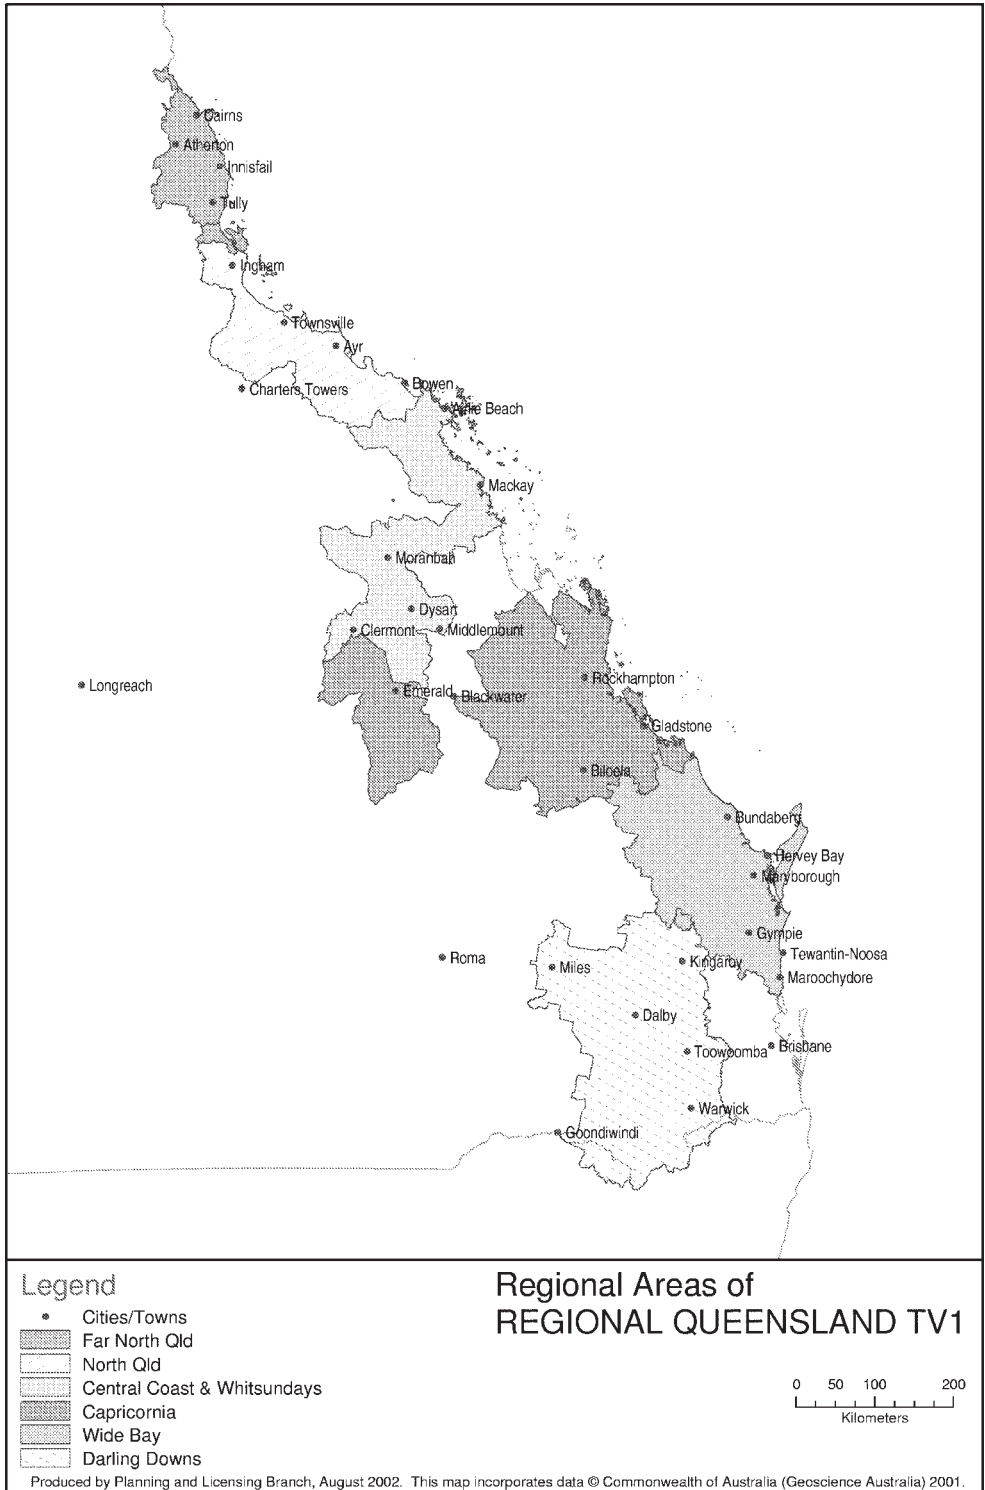 Cairns
Atherton
Innisfail
Tully
Ingham
Townsville
Ayr
Bowen
Charters Towers
Airlie Beach
Mackay
Moranbah
Dysart
Clermont
Middlemount
Rockhampton
Longreach
Emerald
Blackwater
Gladstone
Biloela
Bundaberg
Hervey Bay
Maryborough
Gympie
Tewantin-Noosa
Roma
Miles
Kingaroy
Maroochydore
Dalby
Toowoomba
Brisbane
Warwick
Goondiwindi
Legend
Cities/Towns
Far North Qld
North Qld
Central Coast & Whitsundays
Capricornia
Wide Bay
Darling Downs
Regional Areas of
REGIONAL QUEENSLAND TV1
0 50 100 200
Kilometers
Produced by Planning and Licensing Branch, August 2002. This map incorporates data © Commonwealth of Australia (Geoscience Australia) 2001.